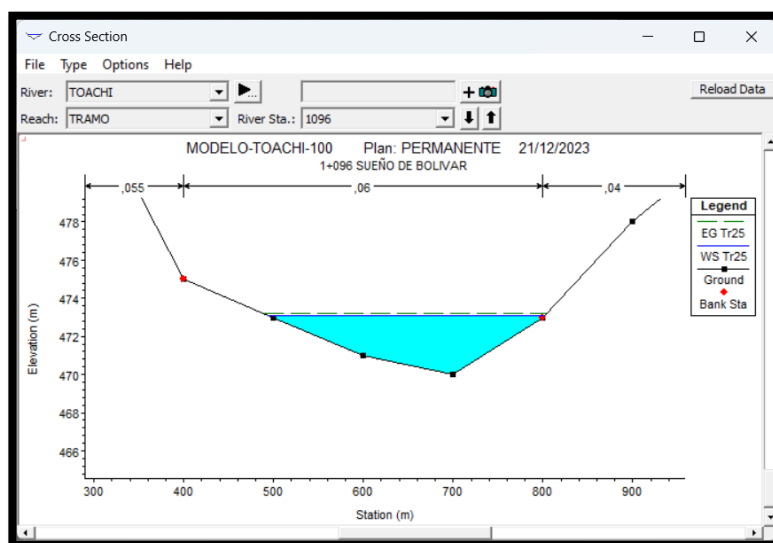 Cross Section
File Type Options Help
River: TOACHI
Reload Data
Reach: TRAMO River Sta.: 1096
MODELO-TOACHI-100 Plan: PERMANENTE 21/12/2023
1+096 SUEÑO DE BOLIVAR
,055 ,06 ,04
Legend
EG Tr25
WS Tr25
Ground
Bank Sta
478
476
474
472
470
468
466
Elevation (m)
300 400 500 600 700 800 900
Station (m)